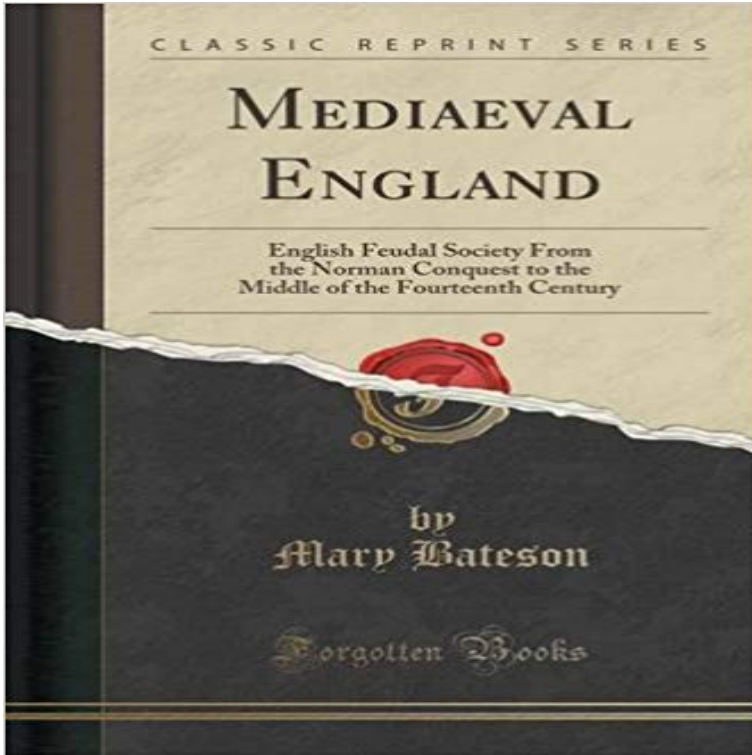 CLASSIC REPRINT SERIES
MEDIAEVAL
ENGLAND
English Feudal Society From
the Norman Conquest to the
Middle of the Fourteenth Century
by
Mary Bateson
Forgotten Books